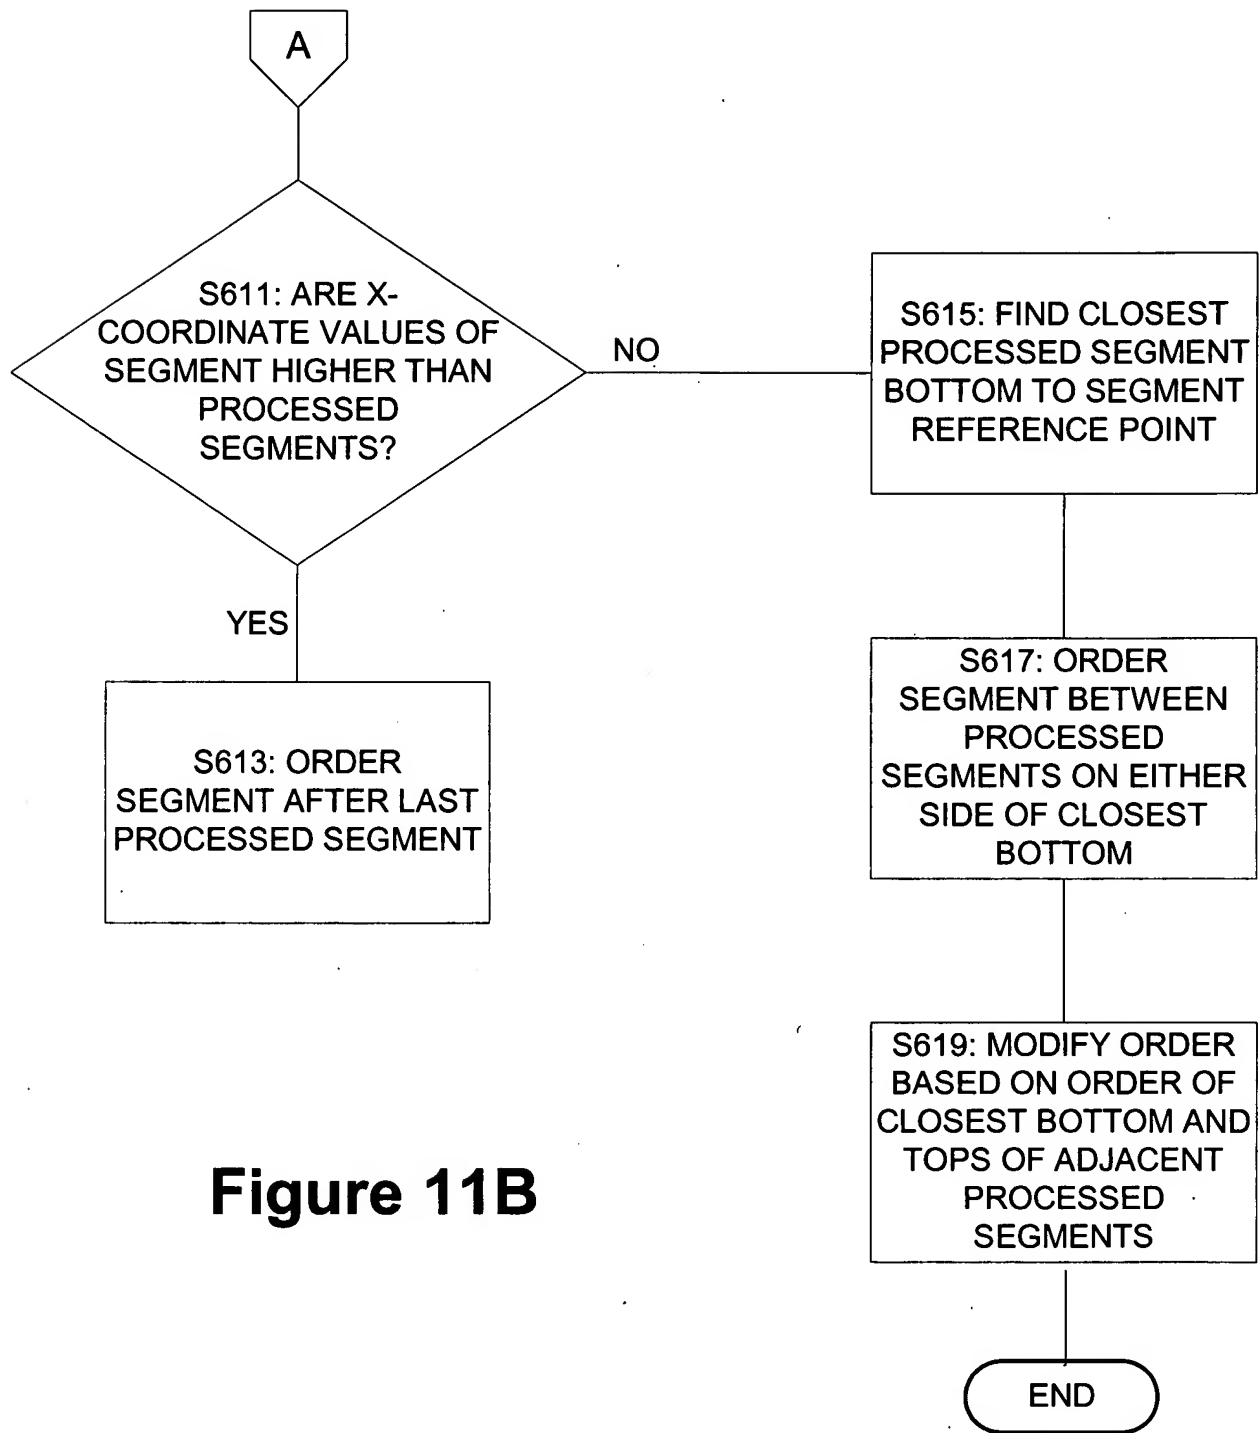 A
S611: ARE X-
COORDINATE VALUES OF
SEGMENT HIGHER THAN
PROCESSED
SEGMENTS?
NO
YES
S613: ORDER
SEGMENT AFTER LAST
PROCESSED SEGMENT
S615: FIND CLOSEST
PROCESSED SEGMENT
BOTTOM TO SEGMENT
REFERENCE POINT
S617: ORDER
SEGMENT BETWEEN
PROCESSED
SEGMENTS ON EITHER
SIDE OF CLOSEST
BOTTOM
S619: MODIFY ORDER
BASED ON ORDER OF
CLOSEST BOTTOM AND
TOPS OF ADJACENT
PROCESSED
SEGMENTS
END
Figure 11B